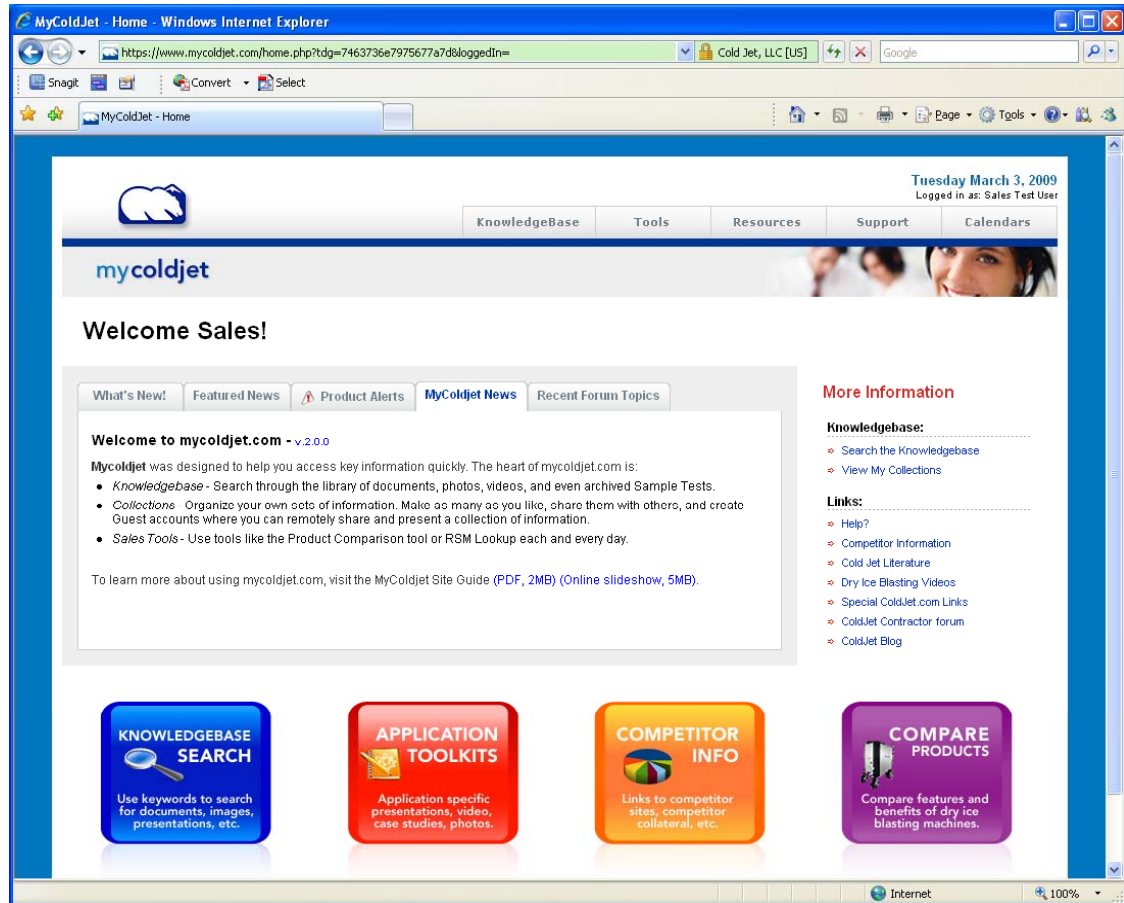 MyColdJet - Home - Windows Internet Explorer
https://www.mycoldjet.com/home.php?tdg=7463736e7975677a7d&loggedIn=
Cold Jet, LLC [US]
Google
Snagit
Convert
Select
MyColdJet - Home
Page
Tools
Tuesday March 3, 2009
Logged in as: Sales Test User
KnowledgeBase Tools Resources Support Calendars
mycoldjet
Welcome Sales!
What's New! Featured News Product Alerts MyColdjet News Recent Forum Topics
Welcome to mycoldjet.com - v.2.0.0
Mycoldjet was designed to help you access key information quickly. The heart of mycoldjet.com is:
• Knowledgebase - Search through the library of documents, photos, videos, and even archived Sample Tests.
• Collections - Organize your own sets of information. Make as many as you like, share them with others, and create
Guest accounts where you can remotely share and present a collection of information.
• Sales Tools - Use tools like the Product Comparison tool or RSM Lookup each and every day.
To learn more about using mycoldjet.com, visit the MyColdjet Site Guide (PDF, 2MB) (Online slideshow, 5MB).
More Information
Knowledgebase:
Search the Knowledgebase
View My Collections
Links:
Help?
Competitor Information
Cold Jet Literature
Dry Ice Blasting Videos
Special ColdJet.com Links
ColdJet Contractor forum
ColdJet Blog
KNOWLEDGEBASE
SEARCH
Use keywords to search
for documents, images,
presentations, etc.
APPLICATION
TOOLKITS
Application specific
presentations, video,
case studies, photos.
COMPETITOR
INFO
Links to competitor
sites, competitor
collateral, etc.
COMPARE
PRODUCTS
Compare features and
benefits of dry ice
blasting machines.
Internet
100%